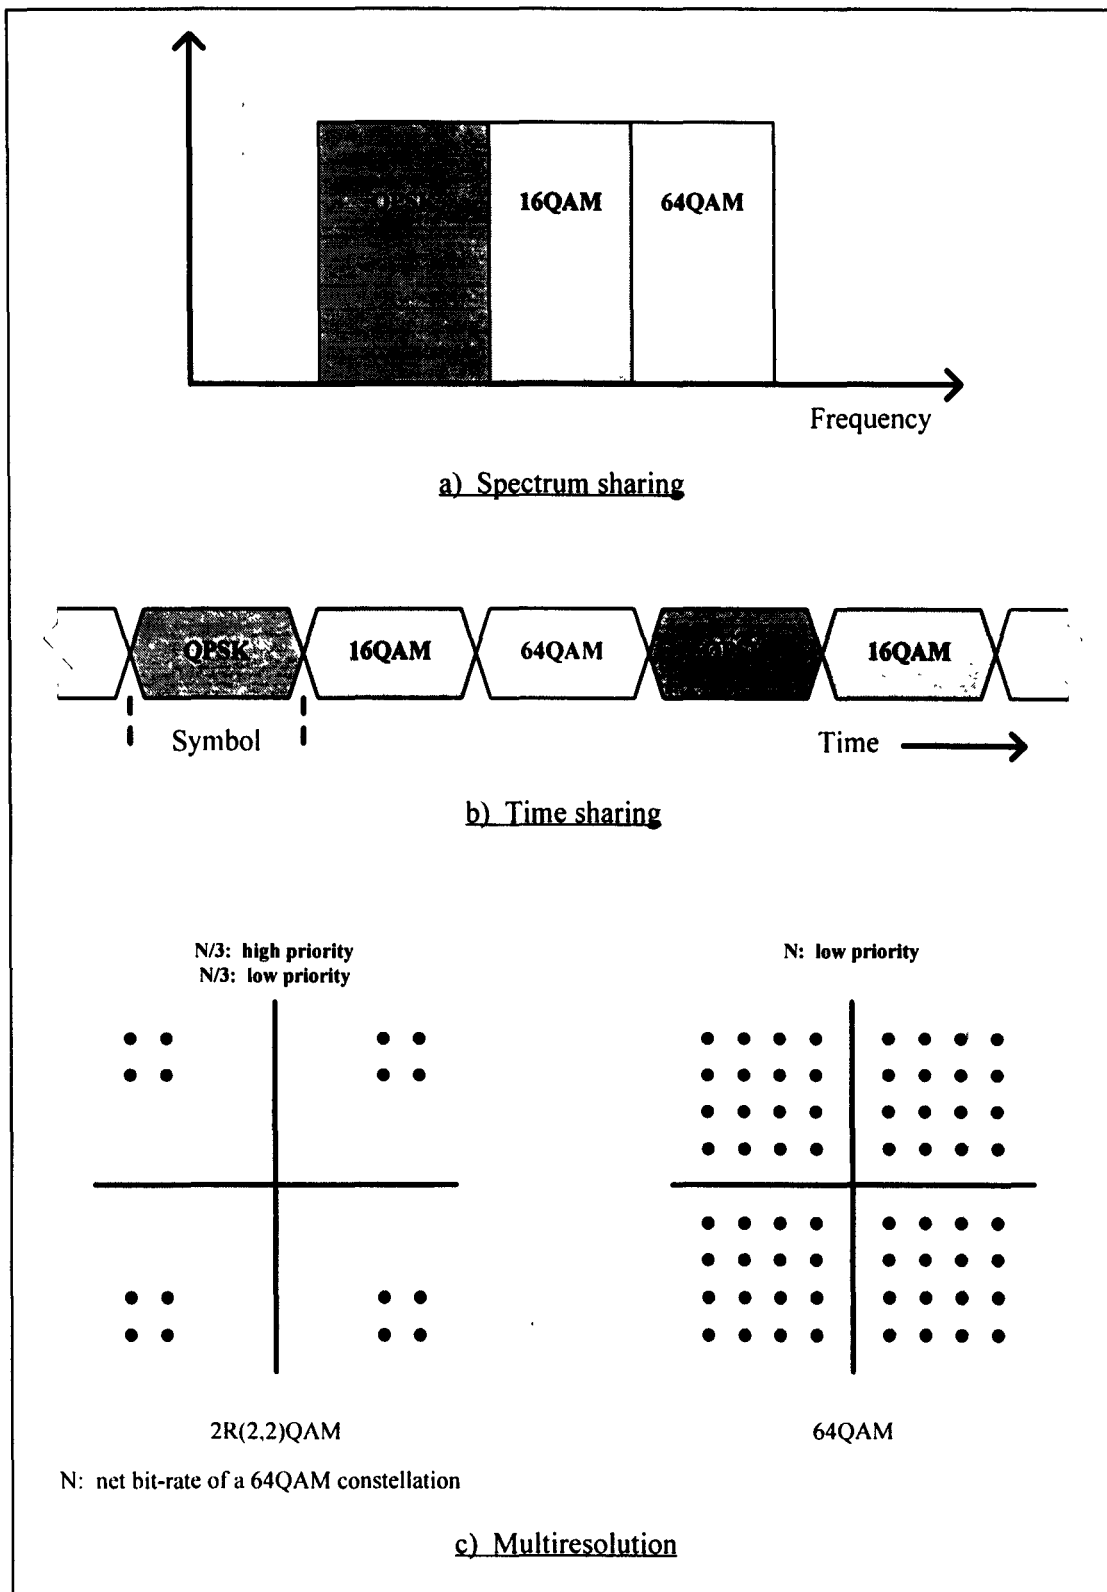 QPSK 16QAM 64QAM
Frequency
a) Spectrum sharing
QPSK 16QAM 64QAM 16QAM
Symbol Time
b) Time sharing
N/3: high priority
N/3: low priority
N: low priority
2R(2,2)QAM
64QAM
N: net bit-rate of a 64QAM constellation
c) Multiresolution